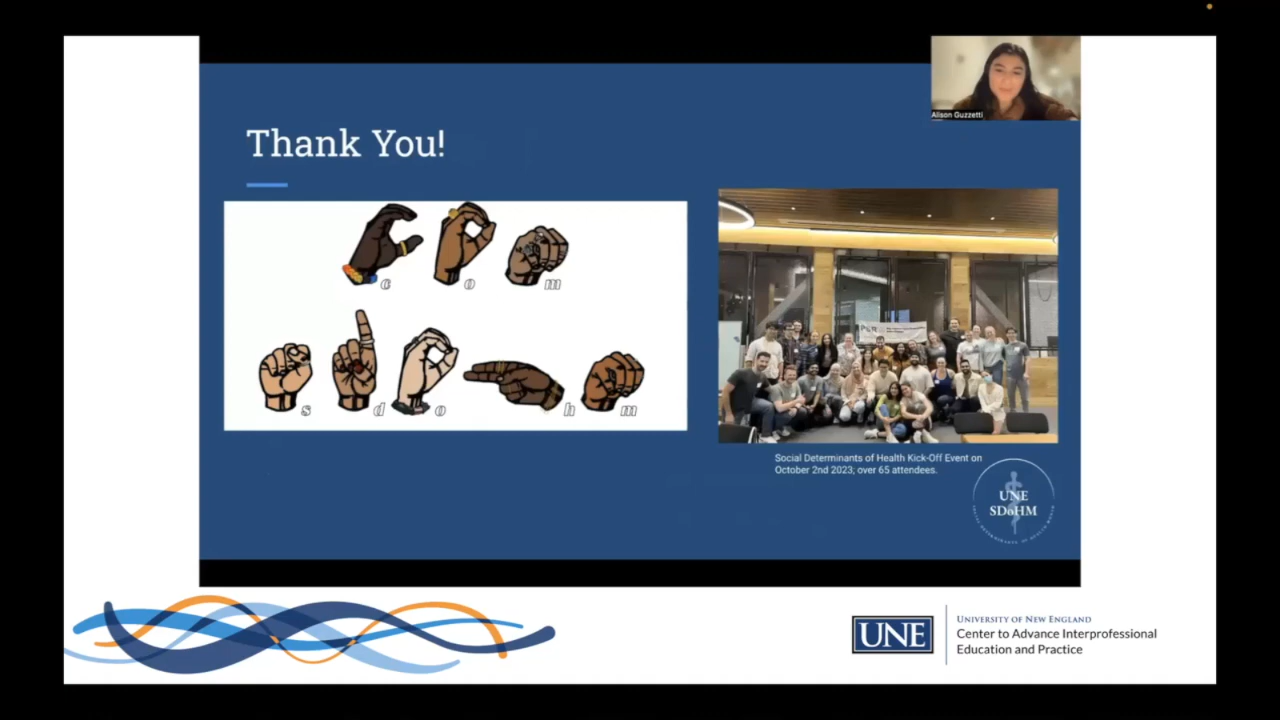 Alison Guzzetti
Thank You!
c o m
s d o h m
Social Determinants of Health Kick-Off Event on
October 2nd 2023; over 65 attendees.
UNE
SDoHM
UNE
UNIVERSITY OF NEW ENGLAND
Center to Advance Interprofessional
Education and Practice